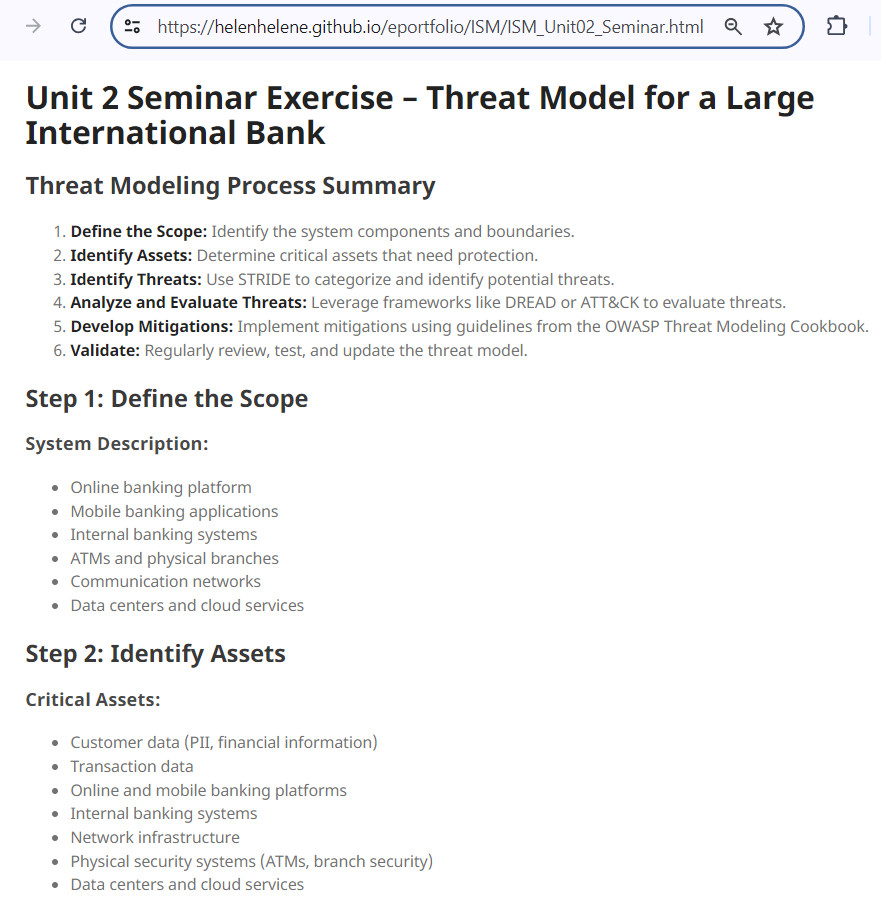 https://helenhelene.github.io/eportfolio/ISM/ISM_Unit02_Seminar.html
Unit 2 Seminar Exercise – Threat Model for a Large
International Bank
Threat Modeling Process Summary
1. Define the Scope: Identify the system components and boundaries.
2. Identify Assets: Determine critical assets that need protection.
3. Identify Threats: Use STRIDE to categorize and identify potential threats.
4. Analyze and Evaluate Threats: Leverage frameworks like DREAD or ATT&CK to evaluate threats.
5. Develop Mitigations: Implement mitigations using guidelines from the OWASP Threat Modeling Cookbook.
6. Validate: Regularly review, test, and update the threat model.
Step 1: Define the Scope
System Description:
• Online banking platform
• Mobile banking applications
• Internal banking systems
• ATMs and physical branches
• Communication networks
• Data centers and cloud services
Step 2: Identify Assets
Critical Assets:
• Customer data (PII, financial information)
• Transaction data
• Online and mobile banking platforms
• Internal banking systems
• Network infrastructure
• Physical security systems (ATMs, branch security)
• Data centers and cloud services